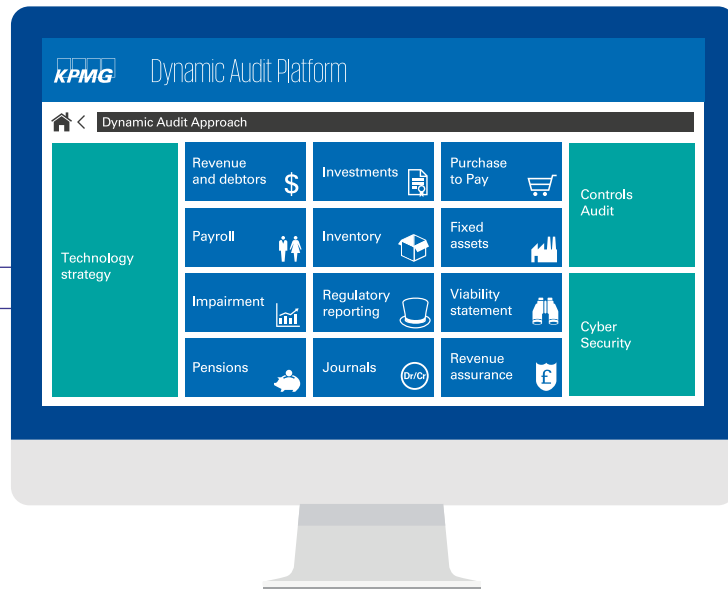 KPMG Dynamic Audit Platform
Dynamic Audit Approach
Technology
strategy
Revenue
and debtors
$
Investments
Purchase
to Pay
Payroll
Inventory
Fixed
assets
Impairment
Regulatory
reporting
Viability
statement
Pensions
Journals
Dr/Cr
Revenue
assurance
£
Controls
Audit
Cyber
Security